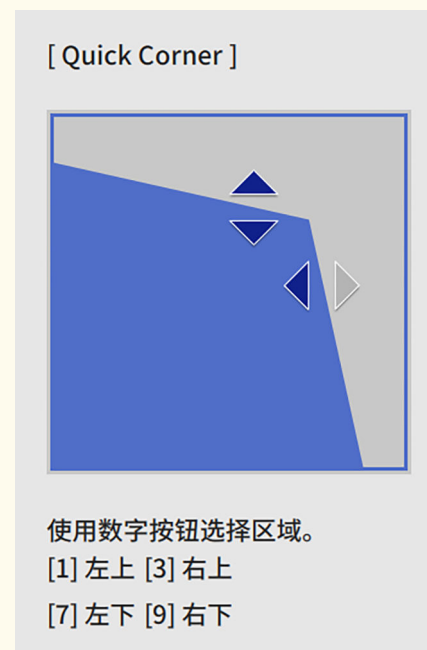 [ Quick Corner ]
使用数字按钮选择区域。
[1] 左上 [3] 右上
[7] 左下 [9] 右下